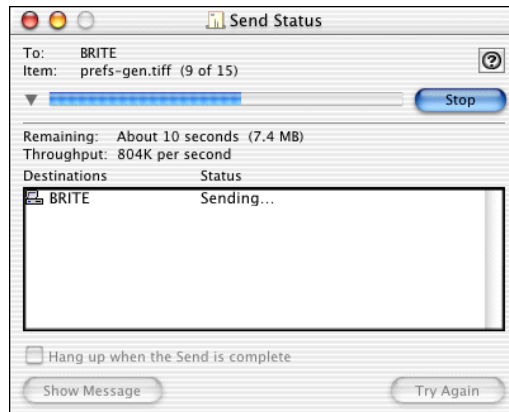 Send Status
To: BRITE
Item: prefs-gen.tiff (9 of 15)
?
Stop
Remaining: About 10 seconds (7.4 MB)
Throughput: 804K per second
Destinations Status
BRITE Sending...
Hang up when the Send is complete
Show Message Try Again